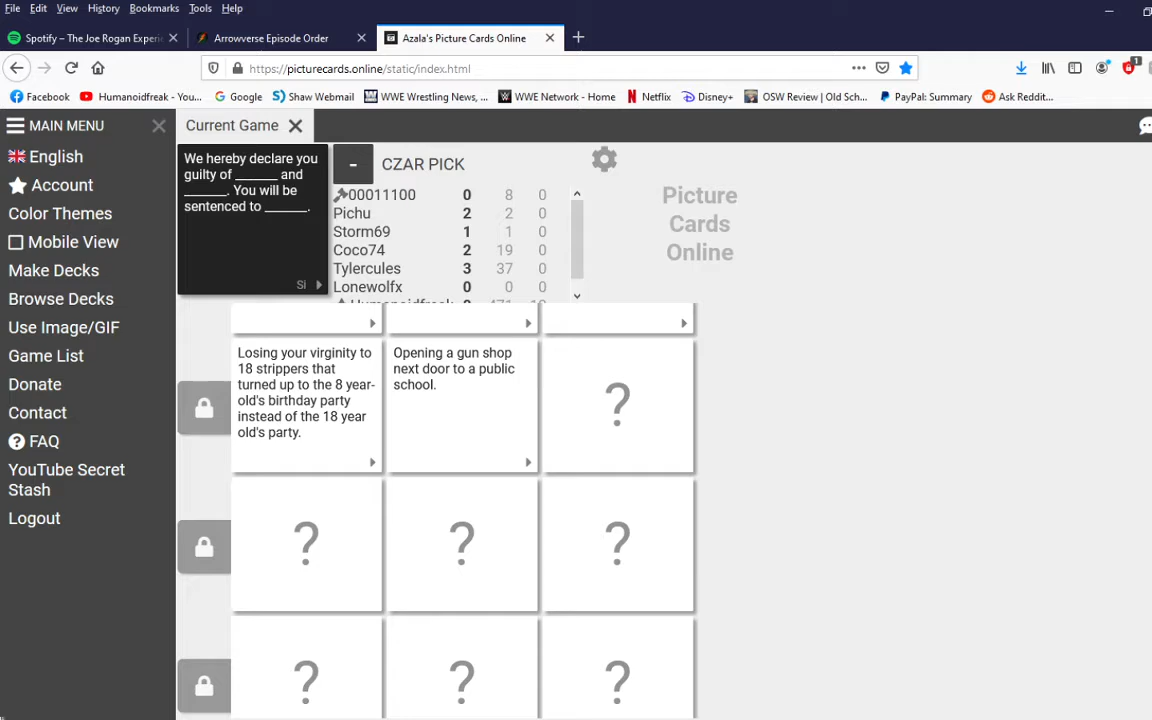 File Edit View History Bookmarks Tools Help
Spotify – The Joe Rogan Experi
Arrowverse Episode Order
Azala's Picture Cards Online
https://picturecards.online/static/index.html
1
Facebook Humanoidfreak - You... Google Shaw Webmail WWE Wrestling News, ... WWE Network - Home Netflix Disney+ OSW Review | Old Sch... PayPal: Summary Ask Reddit...
MAIN MENU
English
Account
Color Themes
Mobile View
Make Decks
Browse Decks
Use Image/GIF
Game List
Donate
Contact
FAQ
YouTube Secret
Stash
Logout
Current Game
We hereby declare you
guilty of ______ and
______. You will be
sentenced to ______.
Si
-
CZAR PICK
00011100 0 8 0
Pichu 2 2 0
Storm69 1 1 0
Coco74 2 19 0
Tylercules 3 37 0
Lonewolfx 0 0 0
Humanoidfreak
Picture
Cards
Online
Losing your virginity to
18 strippers that
turned up to the 8 year-
old's birthday party
instead of the 18 year
old's party.
Opening a gun shop
next door to a public
school.
?
? ? ?
? ? ?